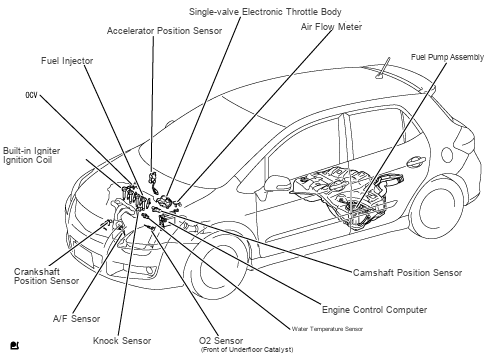 Single-valve Electronic Throttle Body
Accelerator Position Sensor
Air Flow Meter
Fuel Injector
Fuel Pump Assembly
OCV
Built-in Igniter
Ignition Coil
Crankshaft
Position Sensor
Camshaft Position Sensor
Engine Control Computer
A/F Sensor
Water Temperature Sensor
Knock Sensor
O2 Sensor
(Front of Underfloor Catalyst)